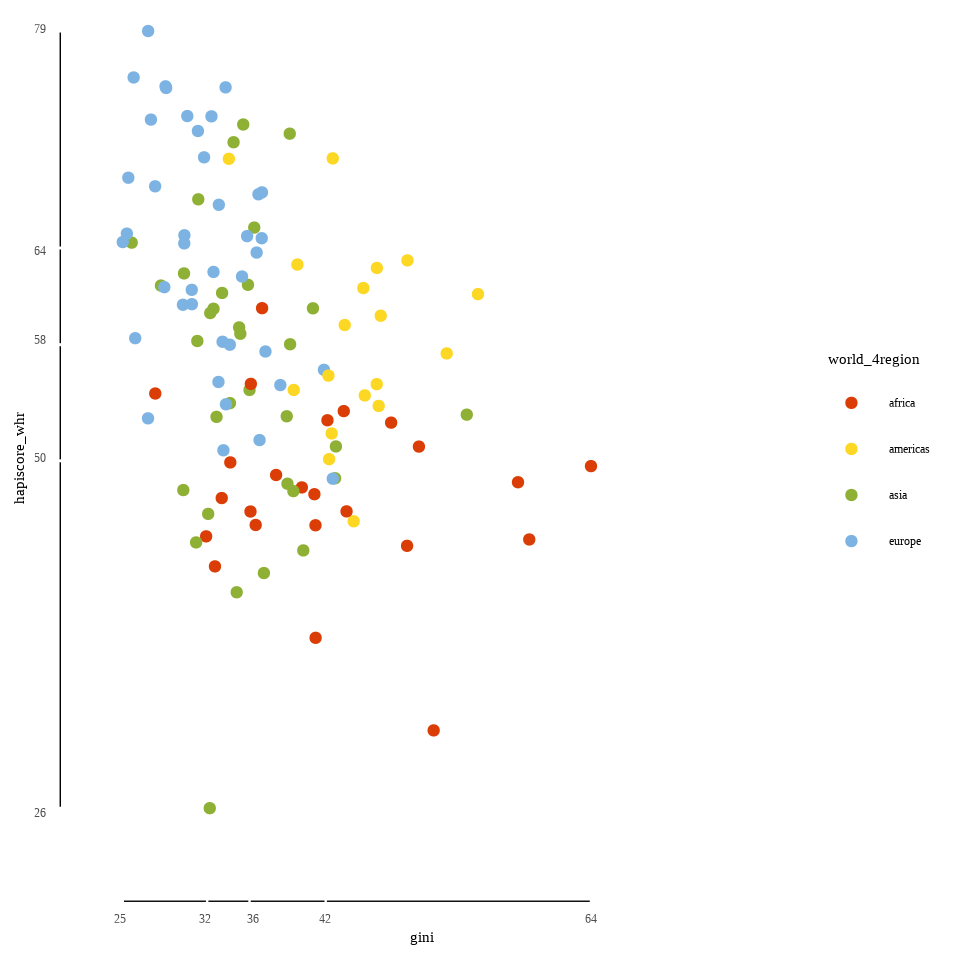 79
64
58
50
26
hapiscore_whr
25 32 36 42 64
gini
world_4region
africa
americas
asia
europe